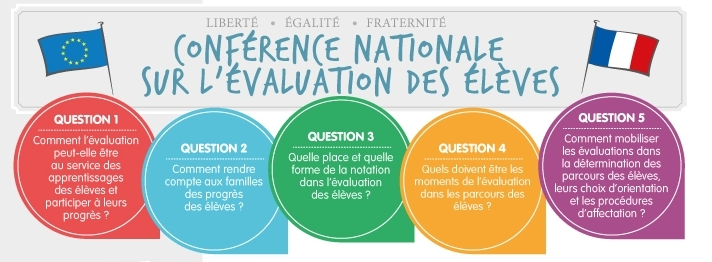 LIBERTÉ • ÉGALITÉ • FRATERNITÉ
CONFÉRENCE NATIONALE
SUR L'ÉVALUATION DES ÉLÈVES
QUESTION 1
Comment l'évaluation
peut-elle être
au service des
apprentissages
des élèves et
participer à leurs
progrès ?
QUESTION 2
Comment rendre
compte aux familles
des progrès
des élèves ?
QUESTION 3
Quelle place et quelle
forme de la notation
dans l'évaluation
des élèves ?
QUESTION 4
Quels doivent être les
moments de l'évaluation
dans les parcours des
élèves ?
QUESTION 5
Comment mobiliser
les évaluations dans
la détermination des
parcours des élèves,
leurs choix d'orientation
et les procédures
d'affectation ?